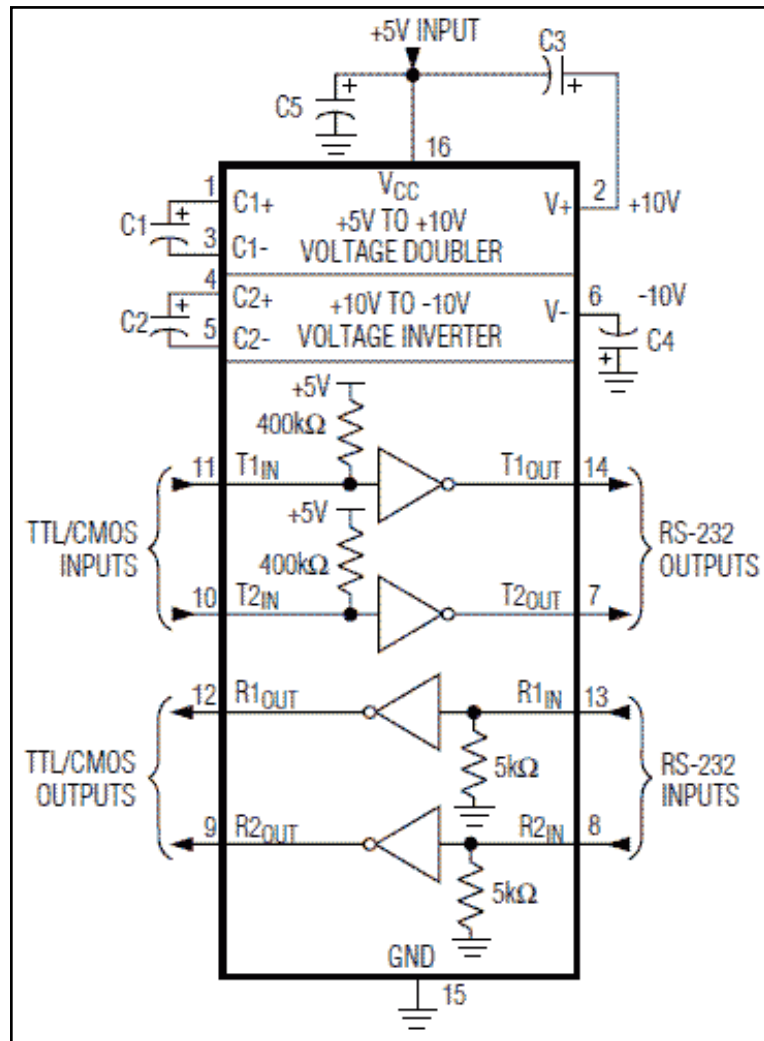 +5V INPUT
C3
+
C5
+
16
VCC
1
C1+
+5V TO +10V
V+
2
+10V
C1
+
3
C1-
VOLTAGE DOUBLER
4
C2+
+10V TO -10V
V-
6
-10V
C2
+
5
C2-
VOLTAGE INVERTER
C4
+
+5V
400kΩ
11
T1IN
T1OUT
14
+5V
TTL/CMOS
INPUTS
RS-232
OUTPUTS
400kΩ
10
T2IN
T2OUT
7
12
R1OUT
R1IN
13
TTL/CMOS
OUTPUTS
5kΩ
RS-232
INPUTS
9
R2OUT
R2IN
8
5kΩ
GND
15